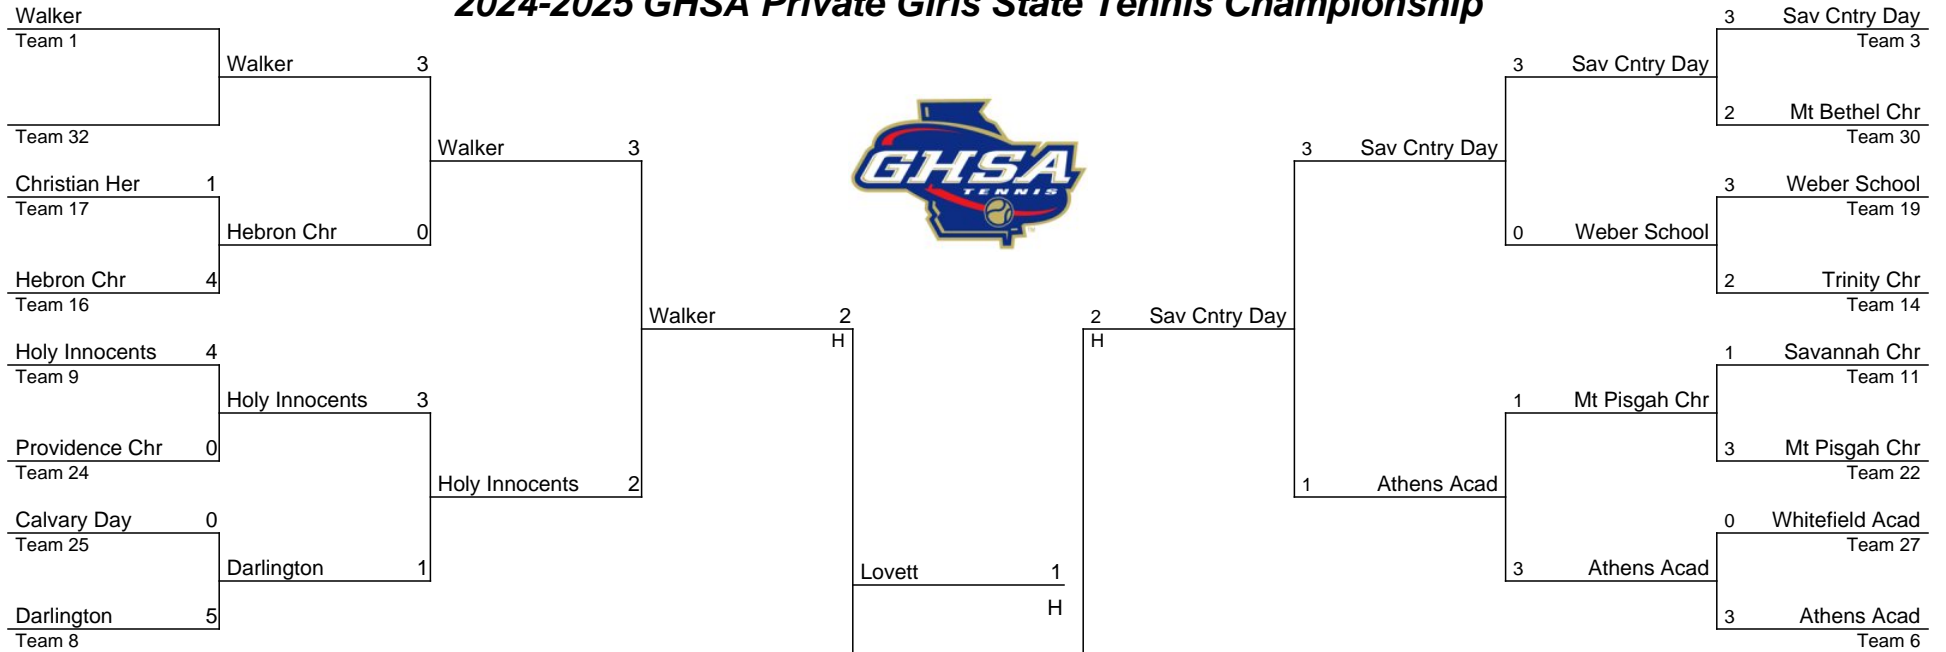 2024-2025 GHSA Private Girls State Tennis Championship
Walker
Team 1
Team 32
Christian Her 1
Team 17
Hebron Chr 4
Team 16
Holy Innocents 4
Team 9
Providence Chr 0
Team 24
Calvary Day 0
Team 25
Darlington 5
Team 8
Walker 3
Hebron Chr 0
Holy Innocents 3
Darlington 1
Walker 3
Holy Innocents 2
Walker 2
H
GHSA
TENNIS
Lovett 1
H
2 Sav Cntry Day
H
3 Sav Cntry Day
1 Athens Acad
3 Sav Cntry Day
0 Weber School
1 Mt Pisgah Chr
3 Athens Acad
3 Sav Cntry Day
Team 3
2 Mt Bethel Chr
Team 30
3 Weber School
Team 19
2 Trinity Chr
Team 14
1 Savannah Chr
Team 11
3 Mt Pisgah Chr
Team 22
0 Whitefield Acad
Team 27
3 Athens Acad
Team 6